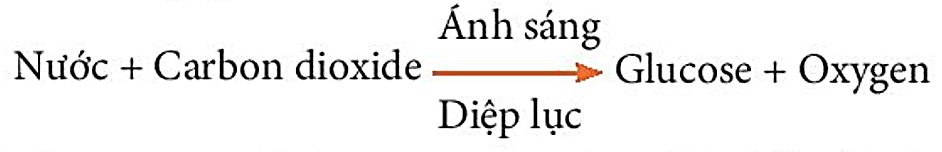 Ánh sáng
Nước + Carbon dioxide → Glucose + Oxygen
Diệp lục